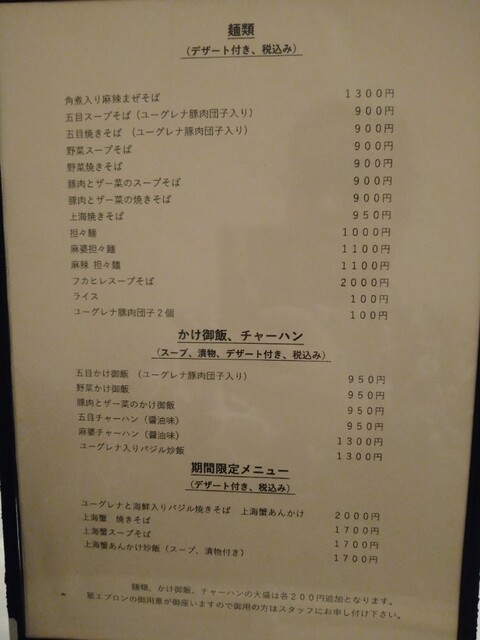 麺類
(デザート付き、税込み)
角煮入り麻辣まぜそば 1300円
五目スープそば (ユーグレナ豚肉団子入り) 900円
五目焼きそば (ユーグレナ豚肉団子入り) 900円
野菜スープそば 900円
野菜焼きそば 900円
豚肉とザー菜のスープそば 900円
豚肉とザー菜の焼きそば 900円
上海焼きそば 950円
担々麺 1000円
麻婆担々麺 1100円
麻辣 担々麺 1100円
フカヒレスープそば 2000円
ライス 100円
ユーグレナ豚肉団子2個 100円
かけ御飯、チャーハン
(スープ、漬物、デザート付き、税込み)
五目かけ御飯 (ユーグレナ豚肉団子入り) 950円
野菜かけ御飯 950円
豚肉とザー菜のかけ御飯 950円
五目チャーハン (醤油味) 950円
麻婆チャーハン (醤油味) 1300円
ユーグレナ入りバジル炒飯 1300円
期間限定メニュー
(デザート付き、税込み)
ユーグレナと海鮮入りバジル焼きそば 上海蟹あんかけ 2000円
上海蟹 焼きそば 1700円
上海蟹スープそば 1700円
上海蟹あんかけ炒飯 (スープ、漬物付き) 1700円
麺類、かけ御飯、チャーハンの大盛は各200円追加となります。
紙エプロンの御用意が御座いますので御用の方はスタッフにお申し付け下さい。